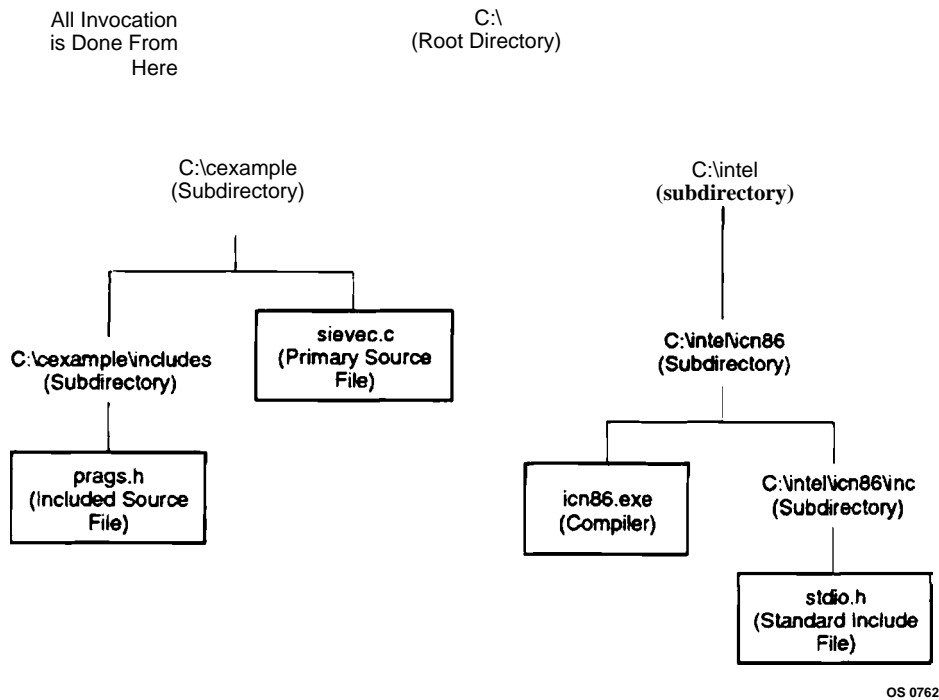 All Invocation
is Done From
Here
C:\
(Root Directory)
C:\cexample
(Subdirectory)
C:\intel
(subdirectory)
C:\cexample\includes
(Subdirectory)
sievec.c
(Primary Source
File)
C:\intel\icn86
(Subdirectory)
prags.h
(Included Source
File)
icn86.exe
(Compiler)
C:\intel\icn86\inc
(Subdirectory)
stdio.h
(Standard Include
File)
OS 0762